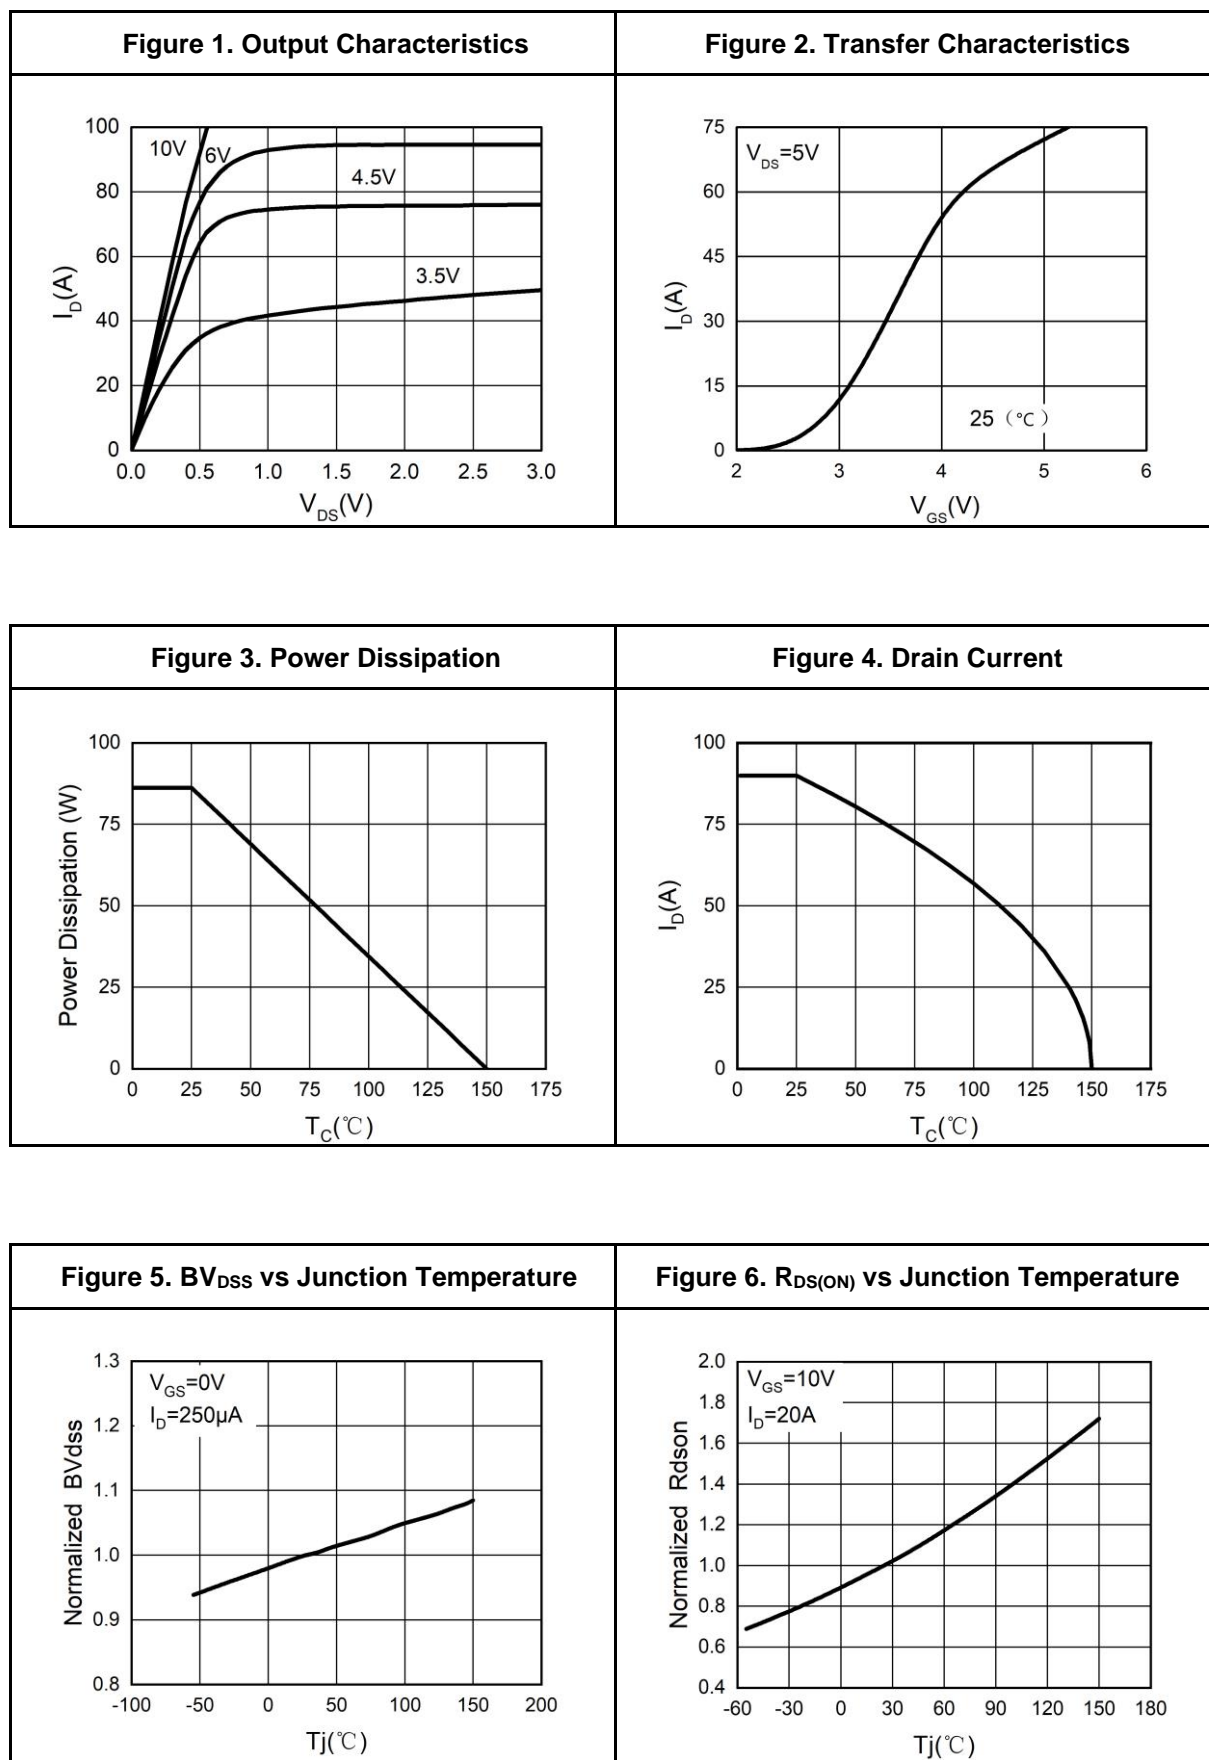 Figure 1. Output Characteristics
Figure 2. Transfer Characteristics
100
80
60
40
20
0
I_D(A)
10V
6V
4.5V
3.5V
0.0 0.5 1.0 1.5 2.0 2.5 3.0
V_DS(V)
75
60
45
30
15
0
I_D(A)
V_DS=5V
25（℃）
2 3 4 5 6
V_GS(V)
Figure 3. Power Dissipation
Figure 4. Drain Current
100
75
50
25
0
Power Dissipation (W)
0 25 50 75 100 125 150 175
T_C(℃)
100
75
50
25
0
I_D(A)
0 25 50 75 100 125 150 175
T_C(℃)
Figure 5. BV_DSS vs Junction Temperature
Figure 6. R_DS(ON) vs Junction Temperature
1.3
1.2
1.1
1.0
0.9
0.8
Normalized BVdss
V_GS=0V
I_D=250μA
-100 -50 0 50 100 150 200
Tj(℃)
2.0
1.8
1.6
1.4
1.2
1.0
0.8
0.6
0.4
Normalized Rdson
V_GS=10V
I_D=20A
-60 -30 0 30 60 90 120 150 180
Tj(℃)